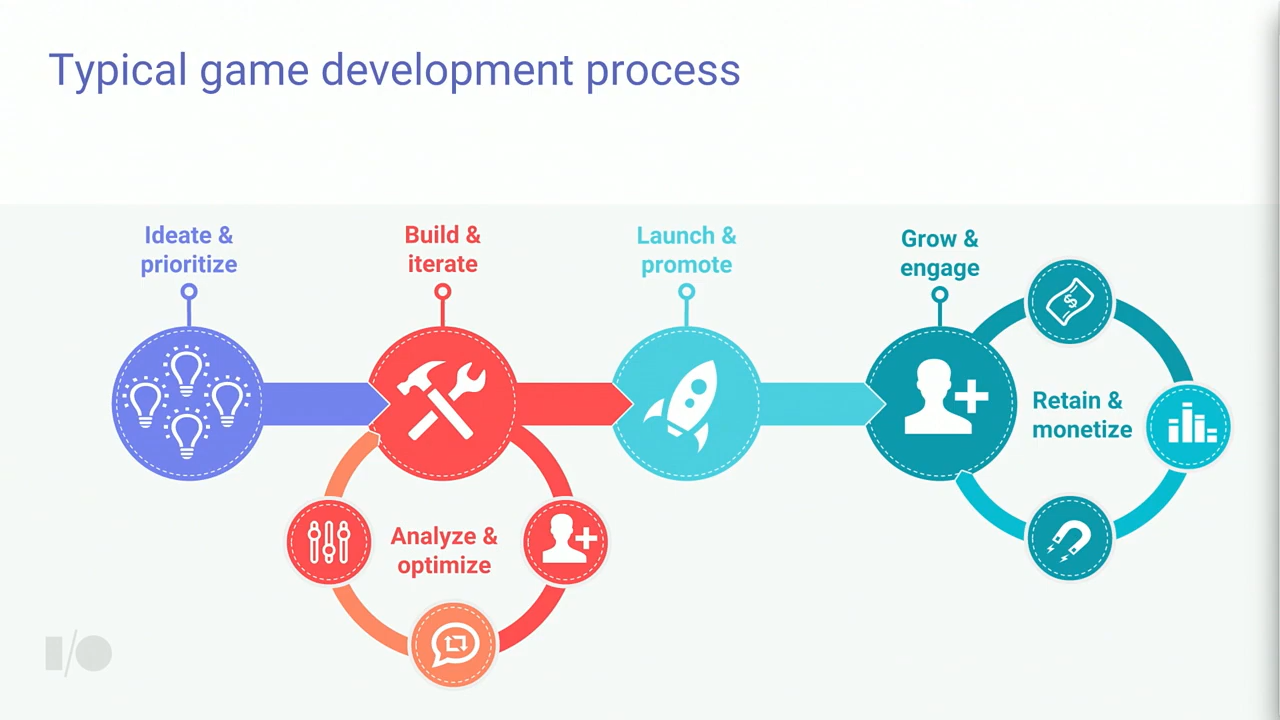 Typical game development process
Ideate &
prioritize
Build &
iterate
Launch &
promote
Grow &
engage
$
Retain &
monetize
Analyze &
optimize
I/O